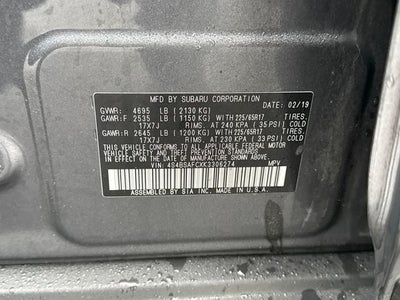 MFD. BY SUBARU CORPORATION DATE: 02/19
GVWR: 4695 LB (2130 KG)
GAWR:F 2535 LB (1150 KG) WITH 225/65R17 TIRES,
17X7J RIMS, AT 240 KPA (35 PSI) COLD
GAWR:R 2645 LB (1200 KG) WITH 225/65R17 TIRES,
17X7J RIMS, AT 230 KPA (33 PSI) COLD
THIS VEHICLE CONFORMS TO ALL APPLICABLE
FEDERAL MOTOR VEHICLE SAFETY STANDARDS IN
EFFECT ON THE DATE OF MANUFACTURE SHOWN ABOVE.
VIN: 4S4BSAFCXK3306274 MPV
ASSEMBLED BY SIA INC. MADE IN U.S.A.